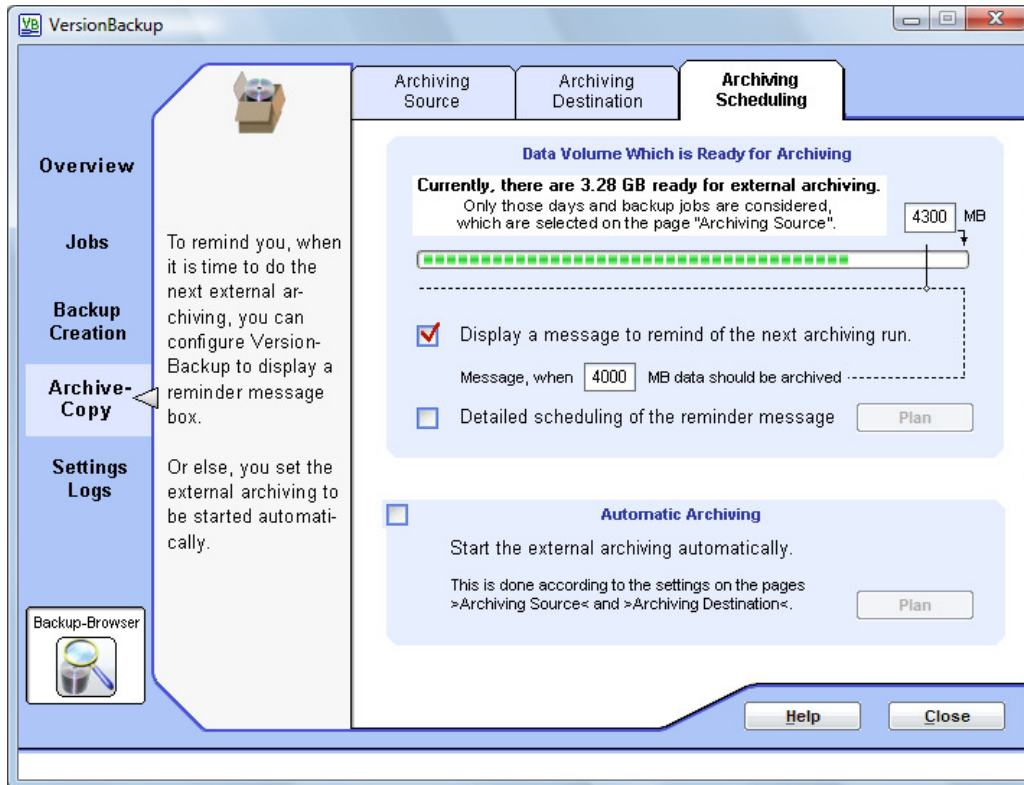 VB VersionBackup
Overview
Jobs
Backup
Creation
Archive-
Copy
Settings
Logs
Backup-Browser
To remind you, when
it is time to do the
next external ar-
chiving, you can
configure Version-
Backup to display a
reminder message
box.
Or else, you set the
external archiving to
be started automati-
cally.
Archiving
Source
Archiving
Destination
Archiving
Scheduling
Data Volume Which is Ready for Archiving
Currently, there are 3.28 GB ready for external archiving.
Only those days and backup jobs are considered,
which are selected on the page "Archiving Source".
4300 MB
Display a message to remind of the next archiving run.
Message, when 4000 MB data should be archived
Detailed scheduling of the reminder message Plan
Automatic Archiving
Start the external archiving automatically.
This is done according to the settings on the pages
>Archiving Source< and >Archiving Destination<.
Plan
Help Close